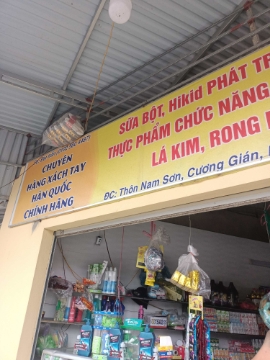 CHUYÊN
HÀNG XÁCH TAY
HÀN QUỐC
CHÍNH HÃNG
SỮA BỘT, Hikid PHÁT TR
THỰC PHẨM CHỨC NĂNG
LÁ KIM, RONG
ĐC: Thôn Nam Sơn, Cương Gián,